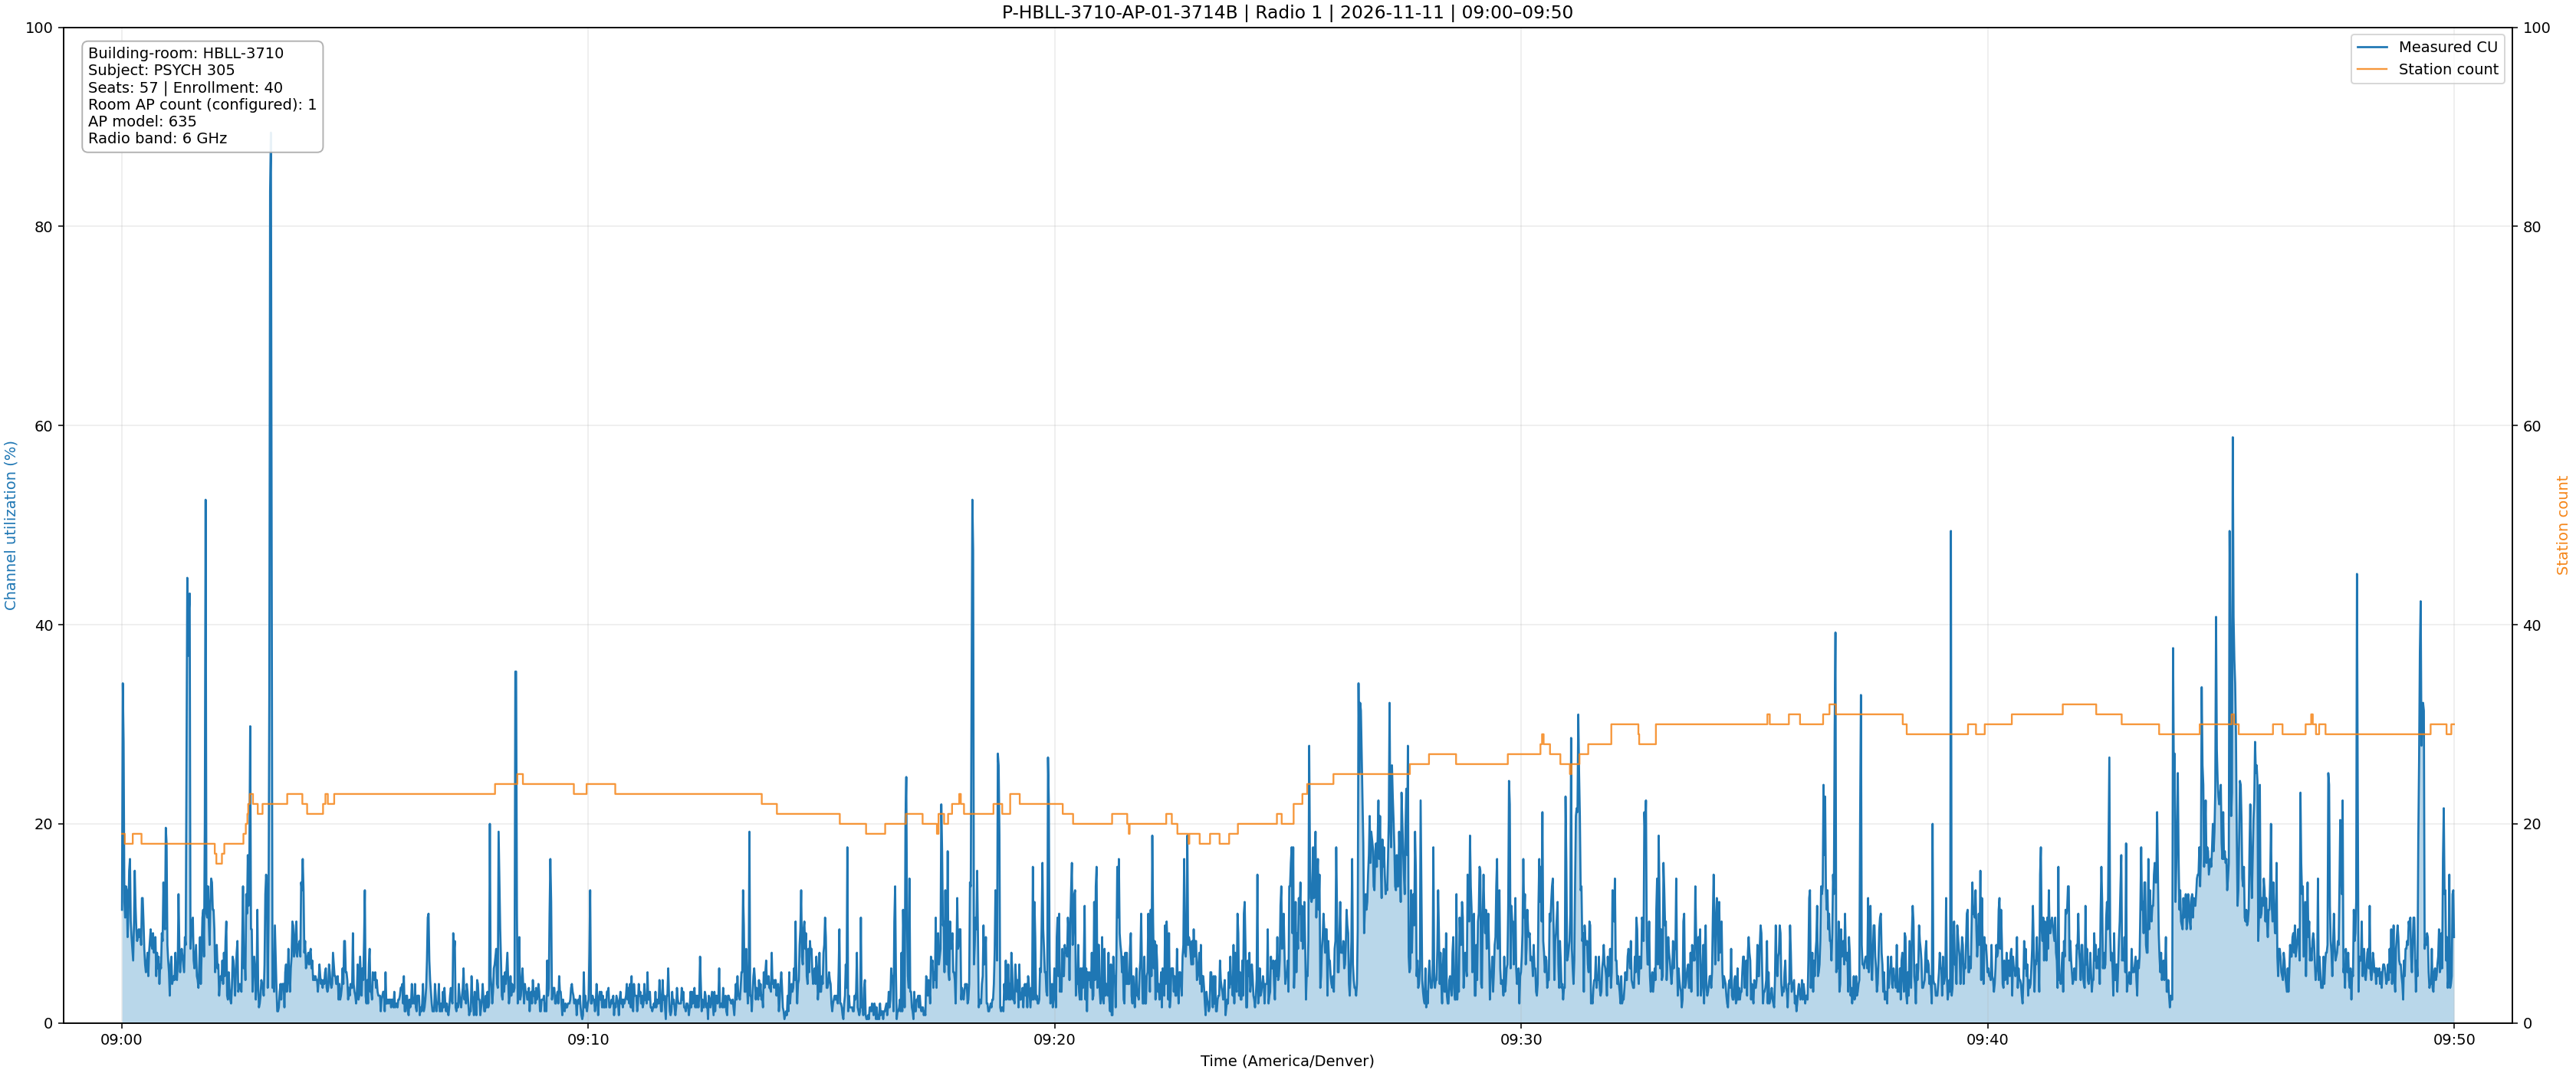 P-HBLL-3710-AP-01-3714B | Radio 1 | 2026-11-11 | 09:00–09:50
Building-room: HBLL-3710
Subject: PSYCH 305
Seats: 57 | Enrollment: 40
Room AP count (configured): 1
AP model: 635
Radio band: 6 GHz
Measured CU
Station count
Channel utilization (%)
100
80
60
40
20
0
Station count
100
80
60
40
20
0
09:00 09:10 09:20 09:30 09:40 09:50
Time (America/Denver)